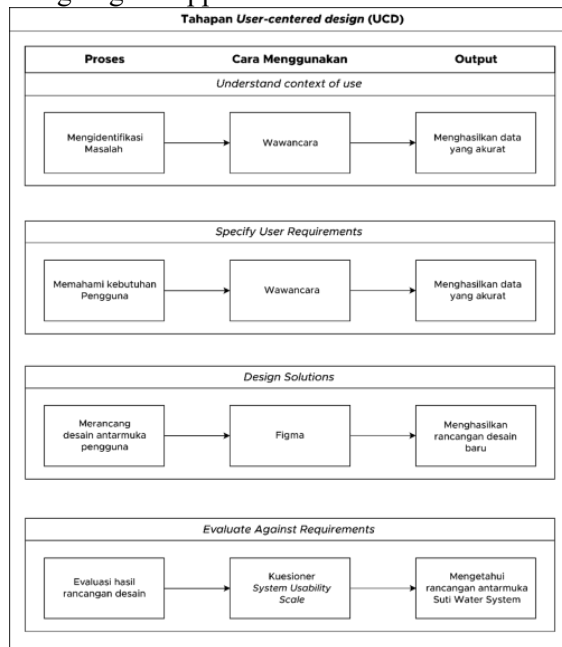 Tahapan User-centered design (UCD)
Proses Cara Menggunakan Output
Understand context of use
Mengidentifikasi
Masalah
Wawancara
Menghasilkan data
yang akurat
Specify User Requirements
Memahami kebutuhan
Pengguna
Wawancara
Menghasilkan data
yang akurat
Design Solutions
Merancang
desain antarmuka
pengguna
Figma
Menghasilkan
rancangan desain
baru
Evaluate Against Requirements
Evaluasi hasil
rancangan desain
Kuesioner
System Usability
Scale
Mengetahui
rancangan antarmuka
Suti Water System